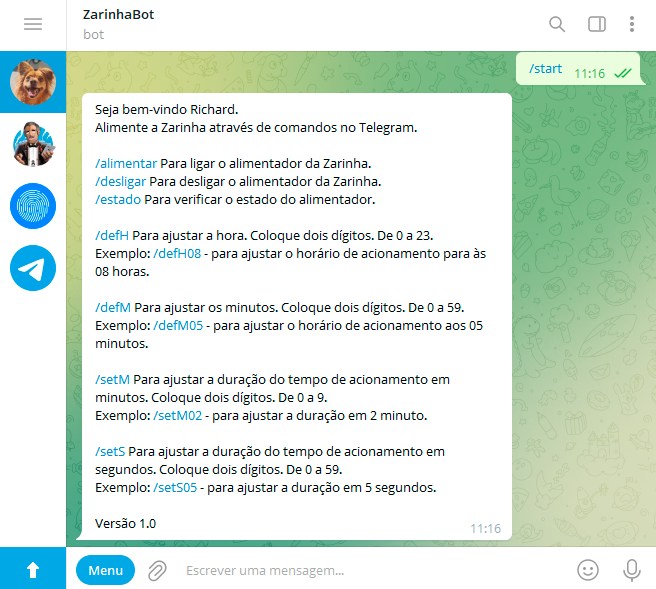 ZarinhaBot
bot
/start 11:16
Seja bem-vindo Richard.
Alimente a Zarinha através de comandos no Telegram.
/alimentar Para ligar o alimentador da Zarinha.
/desligar Para desligar o alimentador da Zarinha.
/estado Para verificar o estado do alimentador.
/defH Para ajustar a hora. Coloque dois dígitos. De 0 a 23.
Exemplo: /defH08 - para ajustar o horário de acionamento para às
08 horas.
/defM Para ajustar os minutos. Coloque dois dígitos. De 0 a 59.
Exemplo: /defM05 - para ajustar o horário de acionamento aos 05
minutos.
/setM Para ajustar a duração do tempo de acionamento em
minutos. Coloque dois dígitos. De 0 a 9.
Exemplo: /setM02 - para ajustar a duração em 2 minuto.
/setS Para ajustar a duração do tempo de acionamento em
segundos. Coloque dois dígitos. De 0 a 59.
Exemplo: /setS05 - para ajustar a duração em 5 segundos.
Versão 1.0
11:16
Menu
Escrever uma mensagem...